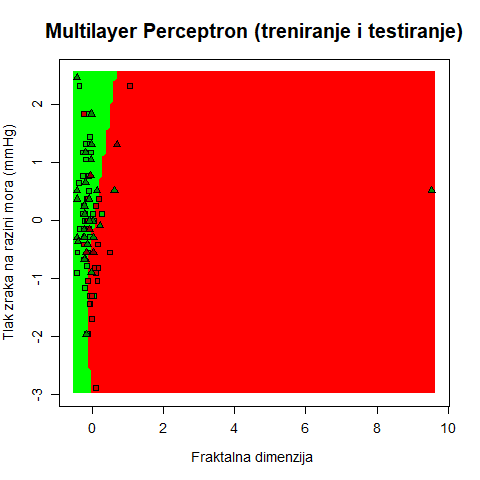 Multilayer Perceptron (treniranje i testiranje)
Tlak zraka na razini mora (mmHg)
2
1
0
-1
-2
-3
0 2 4 6 8 10
Fraktalna dimenzija